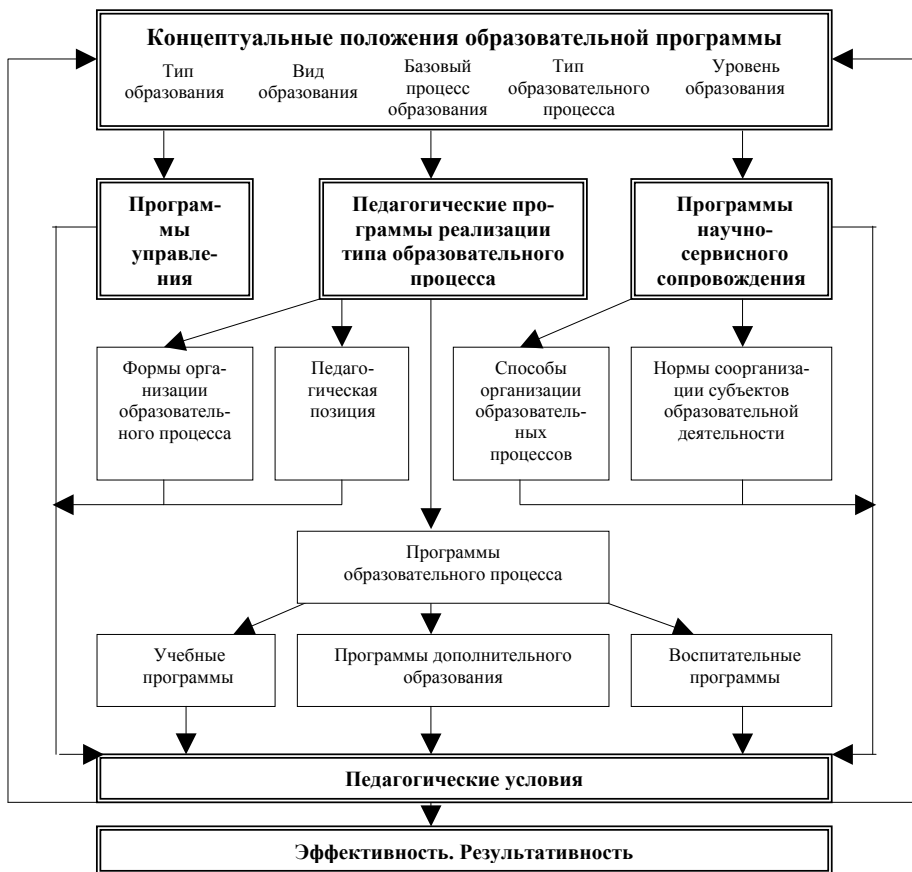 Концептуальные положения образовательной программы
Тип
образования
Вид
образования
Базовый
процесс
образования
Тип
образовательного
процесса
Уровень
образования
Програм-
мы
управле-
ния
Педагогические про-
граммы реализации
типа образовательного
процесса
Программы
научно-
сервисного
сопровождения
Формы орга-
низации
образователь-
ного процесса
Педаго-
гическая
позиция
Способы
организации
образователь-
ных
процессов
Нормы соорганиза-
ции субъектов
образовательной
деятельности
Программы
образовательного процесса
Учебные
программы
Программы дополнительного
образования
Воспитательные
программы
Педагогические условия
Эффективность. Результативность